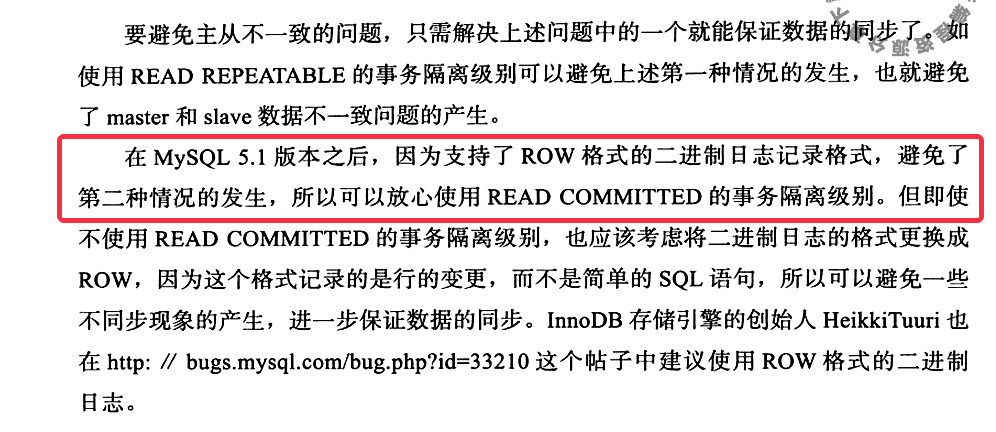 要避免主从不一致的问题，只需解决上述问题中的一个就能保证数据的同步了。如
使用 READ REPEATABLE 的事务隔离级别可以避免上述第一种情况的发生，也就避免
了 master 和 slave 数据不一致问题的产生。
在 MySQL 5.1 版本之后，因为支持了 ROW 格式的二进制日志记录格式，避免了
第二种情况的发生，所以可以放心使用 READ COMMITTED 的事务隔离级别。但即使
不使用 READ COMMITTED 的事务隔离级别，也应该考虑将二进制日志的格式更换成
ROW，因为这个格式记录的是行的变更，而不是简单的 SQL 语句，所以可以避免一些
不同步现象的产生，进一步保证数据的同步。InnoDB 存储引擎的创始人 HeikkiTuuri 也
在 http: // bugs.mysql.com/bug.php?id=33210 这个帖子中建议使用 ROW 格式的二进制
日志。